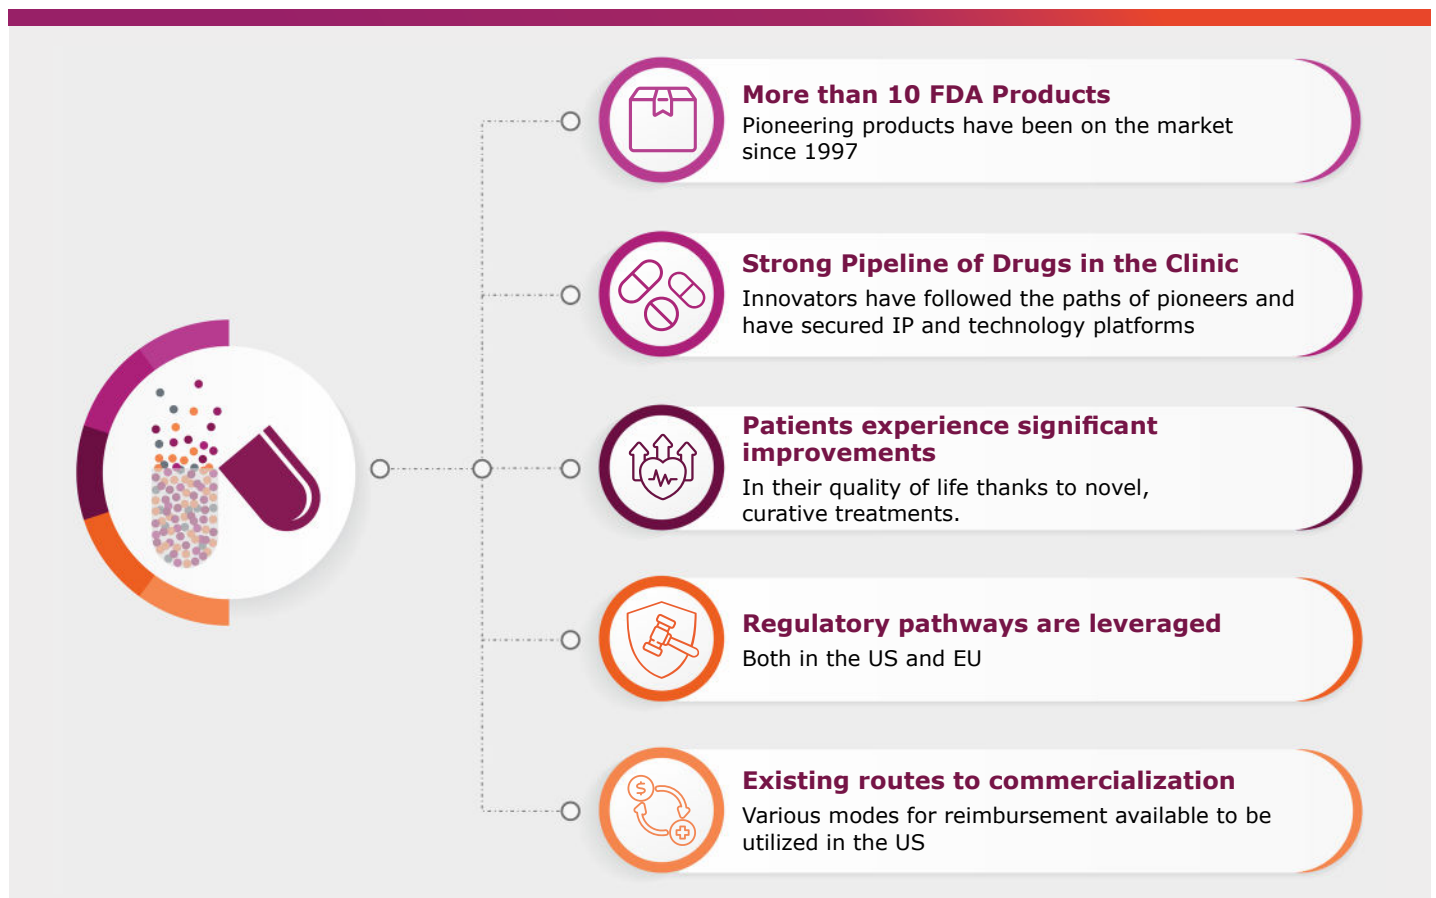 More than 10 FDA Products
Pioneering products have been on the market
since 1997
Strong Pipeline of Drugs in the Clinic
Innovators have followed the paths of pioneers and
have secured IP and technology platforms
Patients experience significant
improvements
In their quality of life thanks to novel,
curative treatments.
Regulatory pathways are leveraged
Both in the US and EU
Existing routes to commercialization
Various modes for reimbursement available to be
utilized in the US